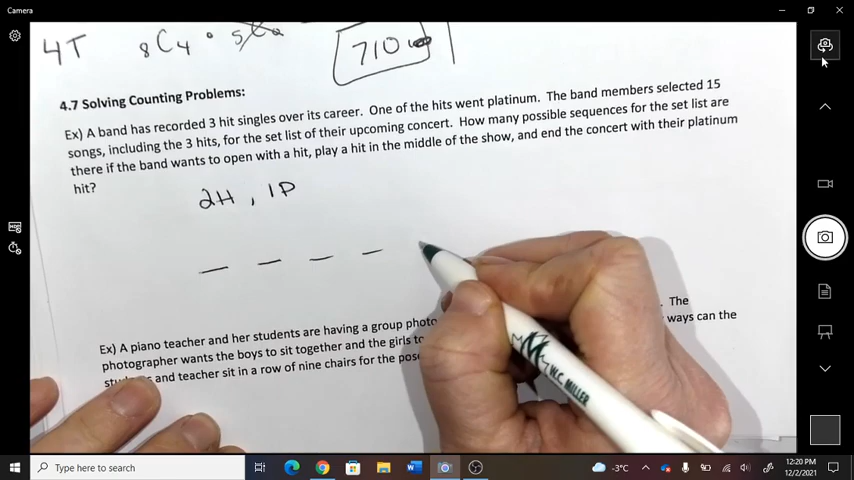 Camera
4T 8C4 •
710
4.7 Solving Counting Problems:
Ex) A band has recorded 3 hit singles over its career. One of the hits went platinum. The band members selected 15
songs, including the 3 hits, for the set list of their upcoming concert. How many possible sequences for the set list are
there if the band wants to open with a hit, play a hit in the middle of the show, and end the concert with their platinum
hit?
2H , 1P
Ex) A piano teacher and her students are having a group photo The
photographer wants the boys to sit together and the girls to ways can the
and teacher sit in a row of nine chairs for the pose
W.C. MILLER
Type here to search
-3°C
12:20 PM
12/2/2021